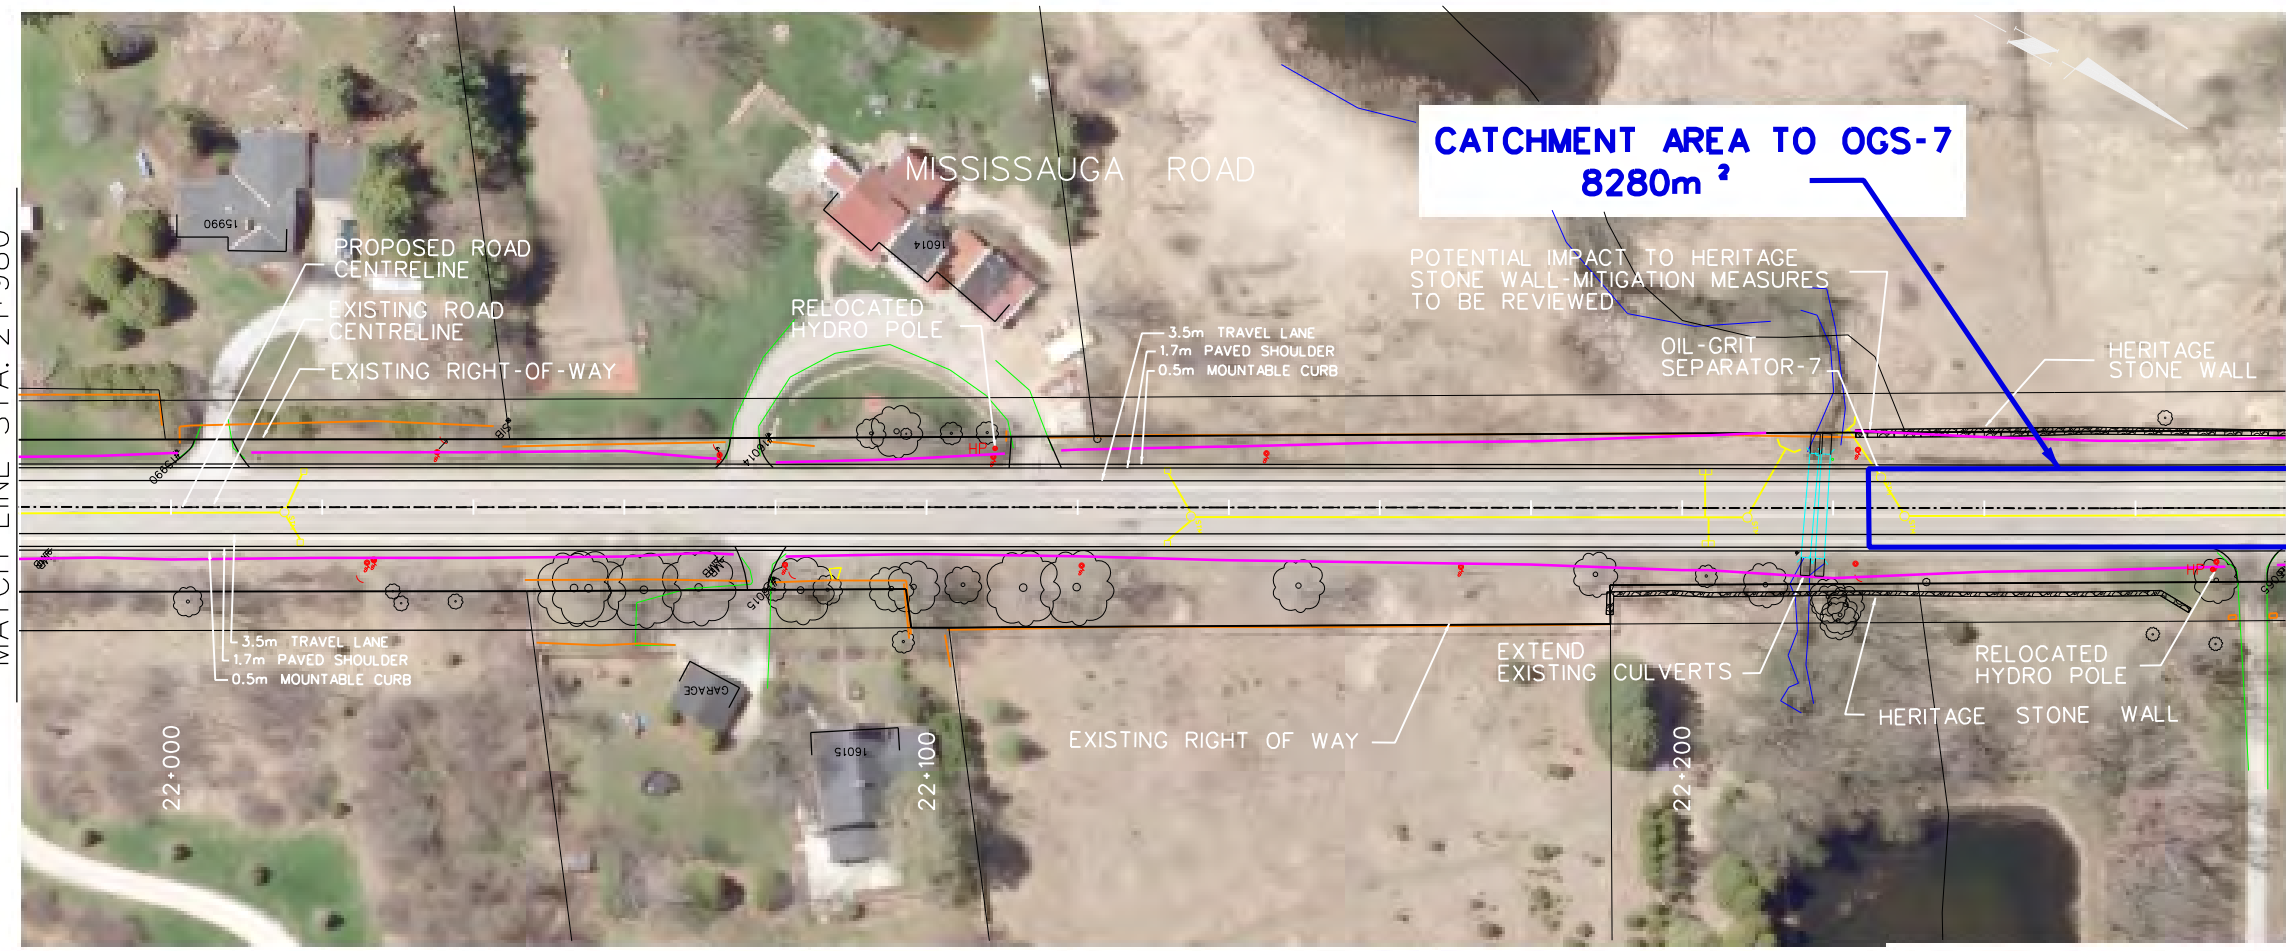 CATCHMENT AREA TO OGS-7
8280m²
MISSISSAUGA ROAD
15990
16014
PROPOSED ROAD
CENTRELINE
EXISTING ROAD
CENTRELINE
EXISTING RIGHT-OF-WAY
RELOCATED
HYDRO POLE
3.5m TRAVEL LANE
1.7m PAVED SHOULDER
0.5m MOUNTABLE CURB
POTENTIAL IMPACT TO HERITAGE
STONE WALL-MITIGATION MEASURES
TO BE REVIEWED
OIL-GRIT
SEPARATOR-7
HERITAGE
STONE WALL
#15990
#16014
HP
3.5m TRAVEL LANE
1.7m PAVED SHOULDER
0.5m MOUNTABLE CURB
GARAGE
16015
EXISTING RIGHT OF WAY
EXTEND
EXISTING CULVERTS
RELOCATED
HYDRO POLE
HERITAGE STONE WALL
22+000
22+100
22+200